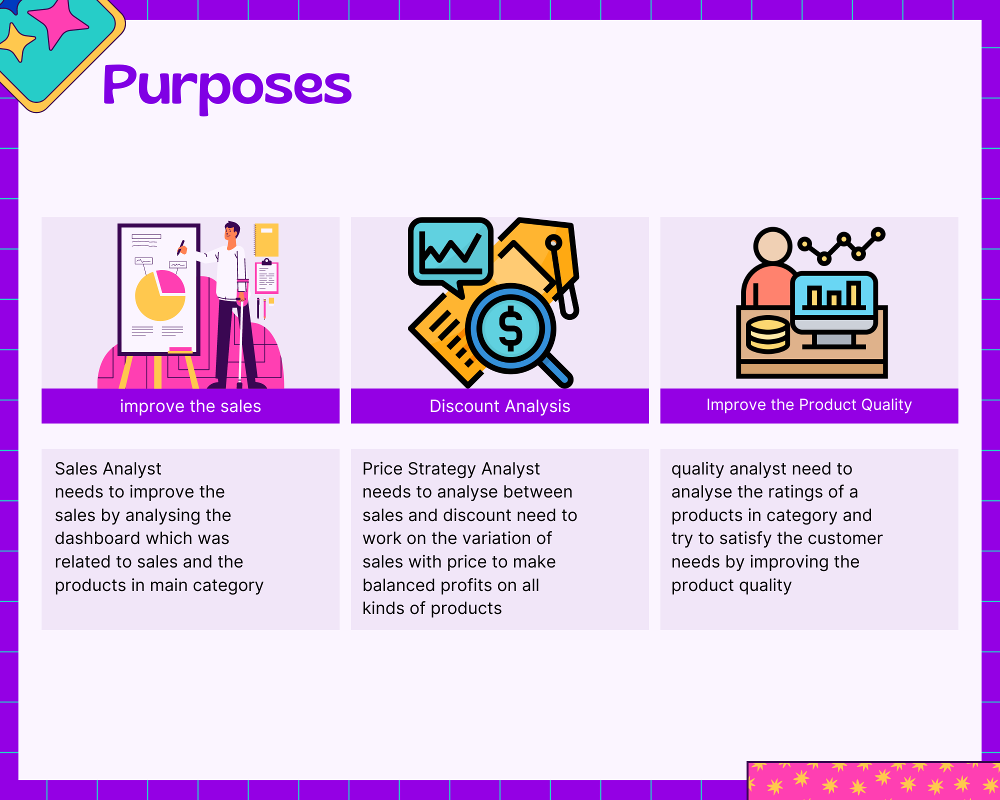 Purposes
improve the sales
Discount Analysis
Improve the Product Quality
Sales Analyst
needs to improve the
sales by analysing the
dashboard which was
related to sales and the
products in main category
Price Strategy Analyst
needs to analyse between
sales and discount need to
work on the variation of
sales with price to make
balanced profits on all
kinds of products
quality analyst need to
analyse the ratings of a
products in category and
try to satisfy the customer
needs by improving the
product quality